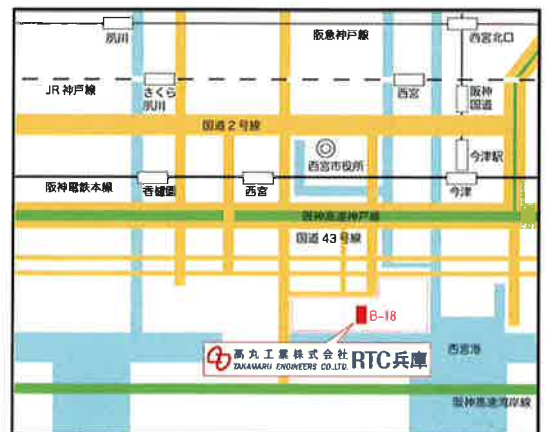 夙川
阪急神戸線
西宮北口
JR 神戸線
さくら
夙川
西宮
阪神
国道
国道 2 号線
西宮市役所
今津駅
阪神電鉄本線
香櫨園
西宮
今津
阪神高速神戸線
国道 43 号線
B-18
高丸工業株式会社
TAKAMARU ENGINEERS CO.LTD.
RTC兵庫
西宮港
阪神高速湾岸線